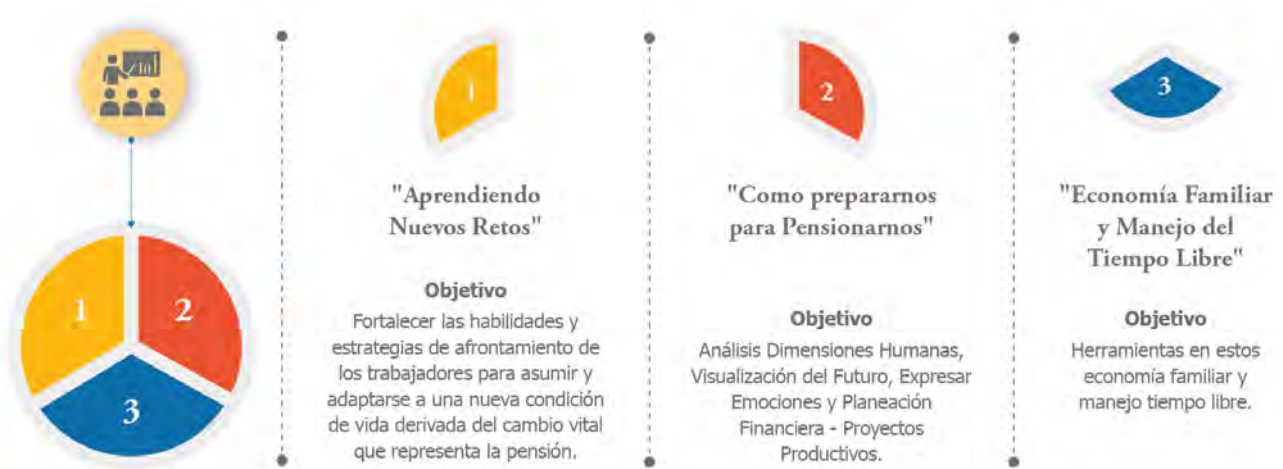 1
2
3
1
"Aprendiendo
Nuevos Retos"
Objetivo
Fortalecer las habilidades y
estrategias de afrontamiento de
los trabajadores para asumir y
adaptarse a una nueva condición
de vida derivada del cambio vital
que representa la pensión.
2
"Como prepararnos
para Pensionarnos"
Objetivo
Análisis Dimensiones Humanas,
Visualización del Futuro, Expresar
Emociones y Planeación
Financiera - Proyectos
Productivos.
3
"Economía Familiar
y Manejo del
Tiempo Libre"
Objetivo
Herramientas en estos
economía familiar y
manejo tiempo libre.